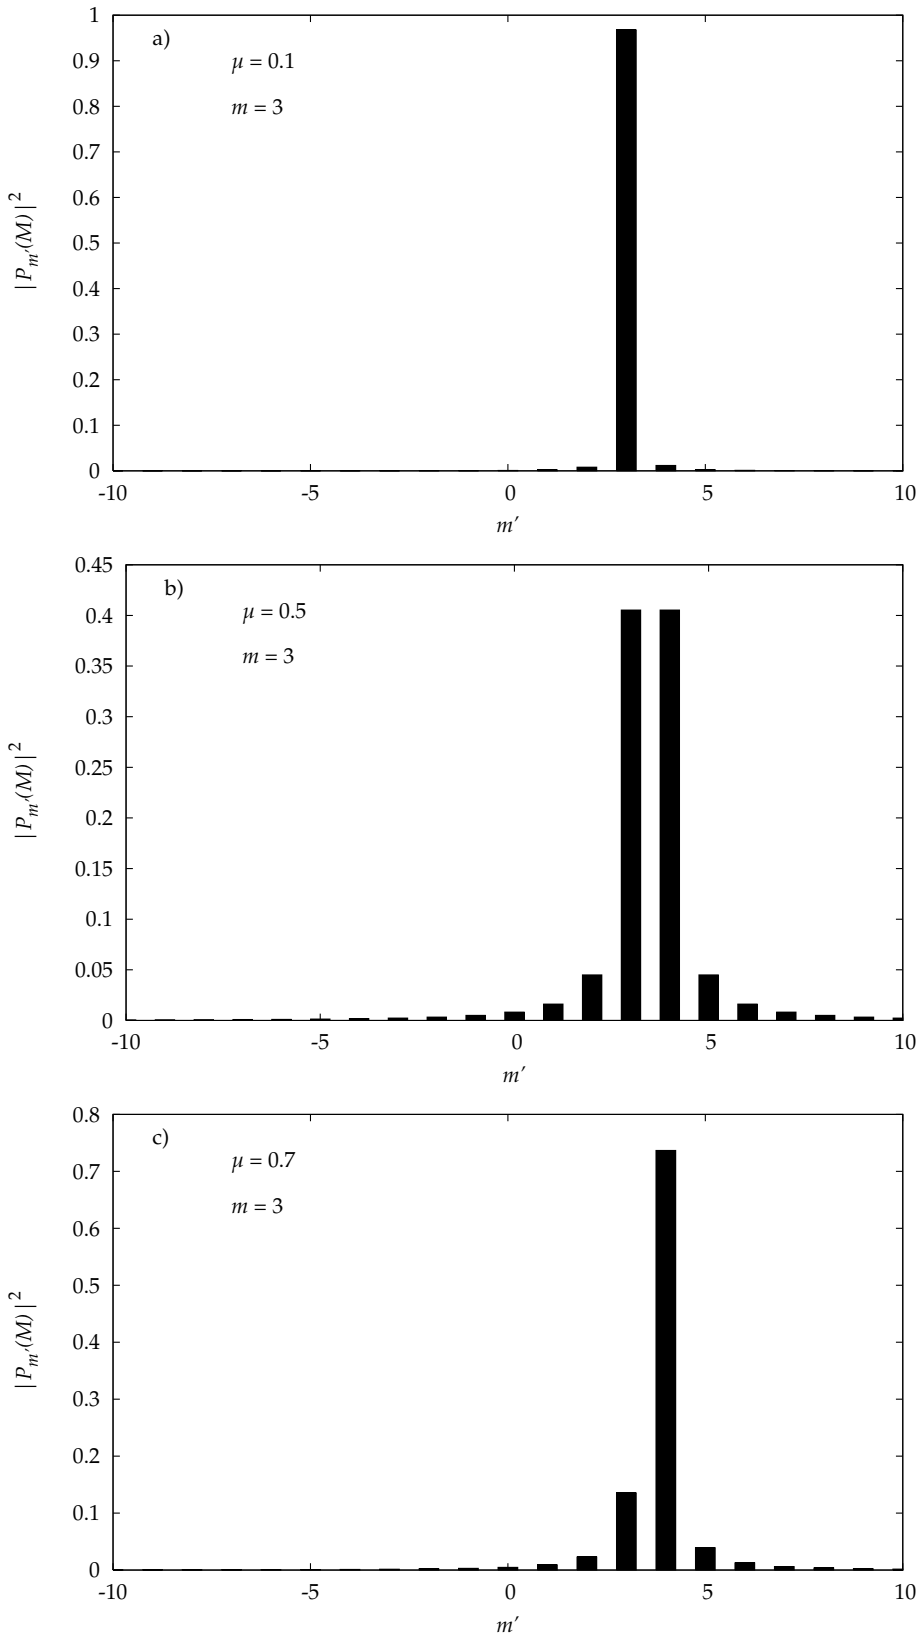 a)
μ = 0.1
m = 3
|P_m′(M)|²
1
0.9
0.8
0.7
0.6
0.5
0.4
0.3
0.2
0.1
0
-10 -5 0 5 10
m′
b)
μ = 0.5
m = 3
|P_m′(M)|²
0.45
0.4
0.35
0.3
0.25
0.2
0.15
0.1
0.05
0
-10 -5 0 5 10
m′
c)
μ = 0.7
m = 3
|P_m′(M)|²
0.8
0.7
0.6
0.5
0.4
0.3
0.2
0.1
0
-10 -5 0 5 10
m′